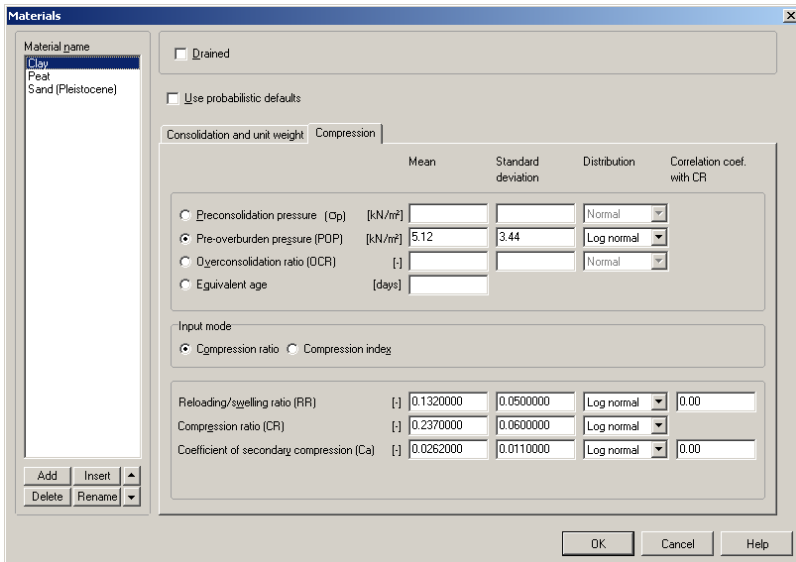 Materials
Material name
Clay
Peat
Sand (Pleistocene)
Add Insert
Delete Rename
Drained
Use probabilistic defaults
Consolidation and unit weight Compression
Mean Standard deviation Distribution Correlation coef. with CR
Preconsolidation pressure (σp) [kN/m²] Normal
Pre-overburden pressure (POP) [kN/m²] 5.12 3.44 Log normal
Overconsolidation ratio (OCR) [-] Normal
Equivalent age [days]
Input mode
Compression ratio Compression index
Reloading/swelling ratio (RR) [-] 0.1320000 0.0500000 Log normal 0.00
Compression ratio (CR) [-] 0.2370000 0.0600000 Log normal
Coefficient of secondary compression (Ca) [-] 0.0262000 0.0110000 Log normal 0.00
OK Cancel Help